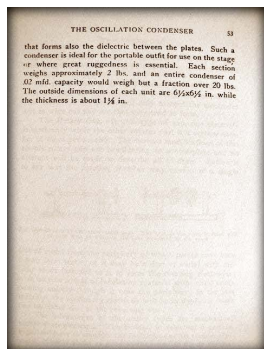 THE OSCILLATION CONDENSER 53
that forms also the dielectric between the plates. Such a
condenser is ideal for the portable outfit for use on the stage
or where great ruggedness is essential. Each section
weighs approximately 2 lbs. and an entire condenser of
.02 mfd. capacity would weigh but a fraction over 20 lbs.
The outside dimensions of each unit are 6½x6½ in. while
the thickness is about 1⅛ in.